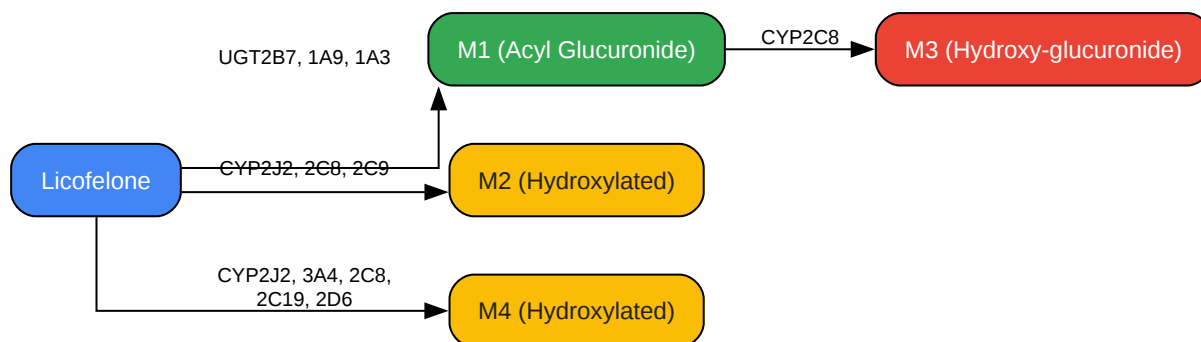 M1 (Acyl Glucuronide)
CYP2C8
M3 (Hydroxy-glucuronide)
UGT2B7, 1A9, 1A3
Licofelone
CYP2J2, 2C8, 2C9
M2 (Hydroxylated)
CYP2J2, 3A4, 2C8,
2C19, 2D6
M4 (Hydroxylated)